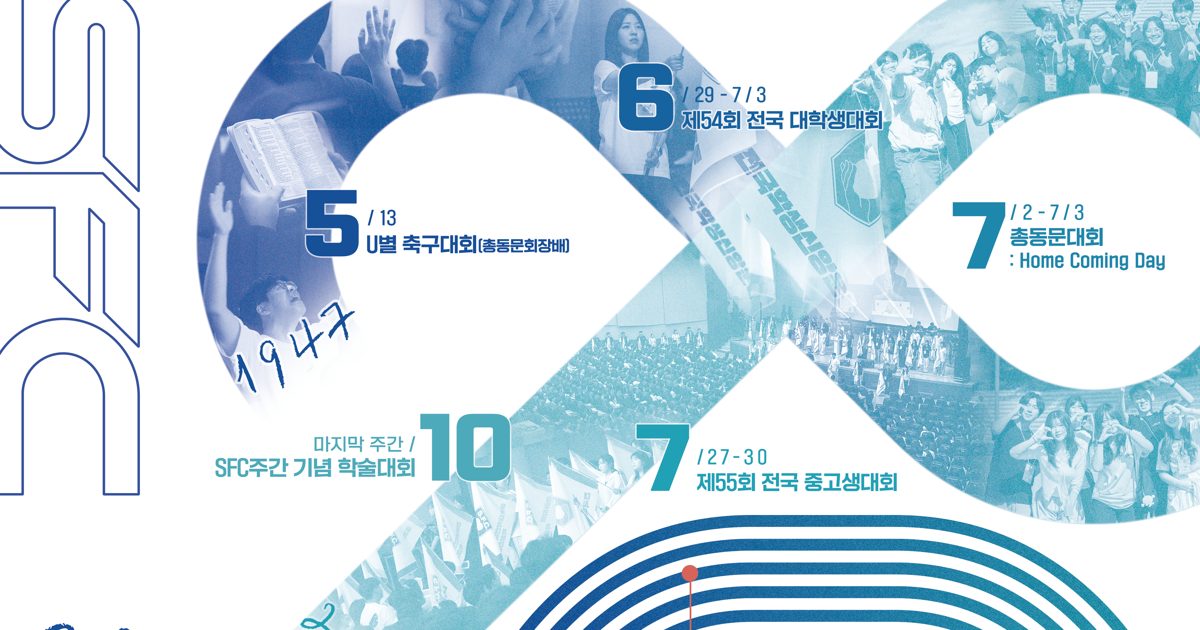 SFC
6 / 29 - 7 / 3
제54회 전국 대학생대회
5 / 13
U별 축구대회(총동문회장배)
7 / 2 - 7 / 3
총동문대회
: Home Coming Day
1947
마지막 주간 / 10
SFC주간 기념 학술대회
7 / 27 - 30
제55회 전국 중고생대회